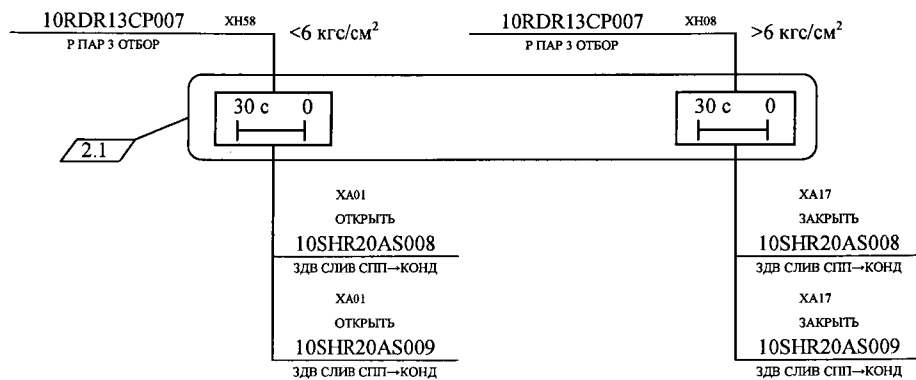 10RDR13CP007 XH58 <6 кгс/см²
Р ПАР 3 ОТБОР
10RDR13CP007 XH08 >6 кгс/см²
Р ПАР 3 ОТБОР
30 с 0
30 с 0
2.1
XA01
ОТКРЫТЬ
10SHR20AS008
ЗДВ СЛИВ СПП→КОНД
XA01
ОТКРЫТЬ
10SHR20AS009
ЗДВ СЛИВ СПП→КОНД
XA17
ЗАКРЫТЬ
10SHR20AS008
ЗДВ СЛИВ СПП→КОНД
XA17
ЗАКРЫТЬ
10SHR20AS009
ЗДВ СЛИВ СПП→КОНД